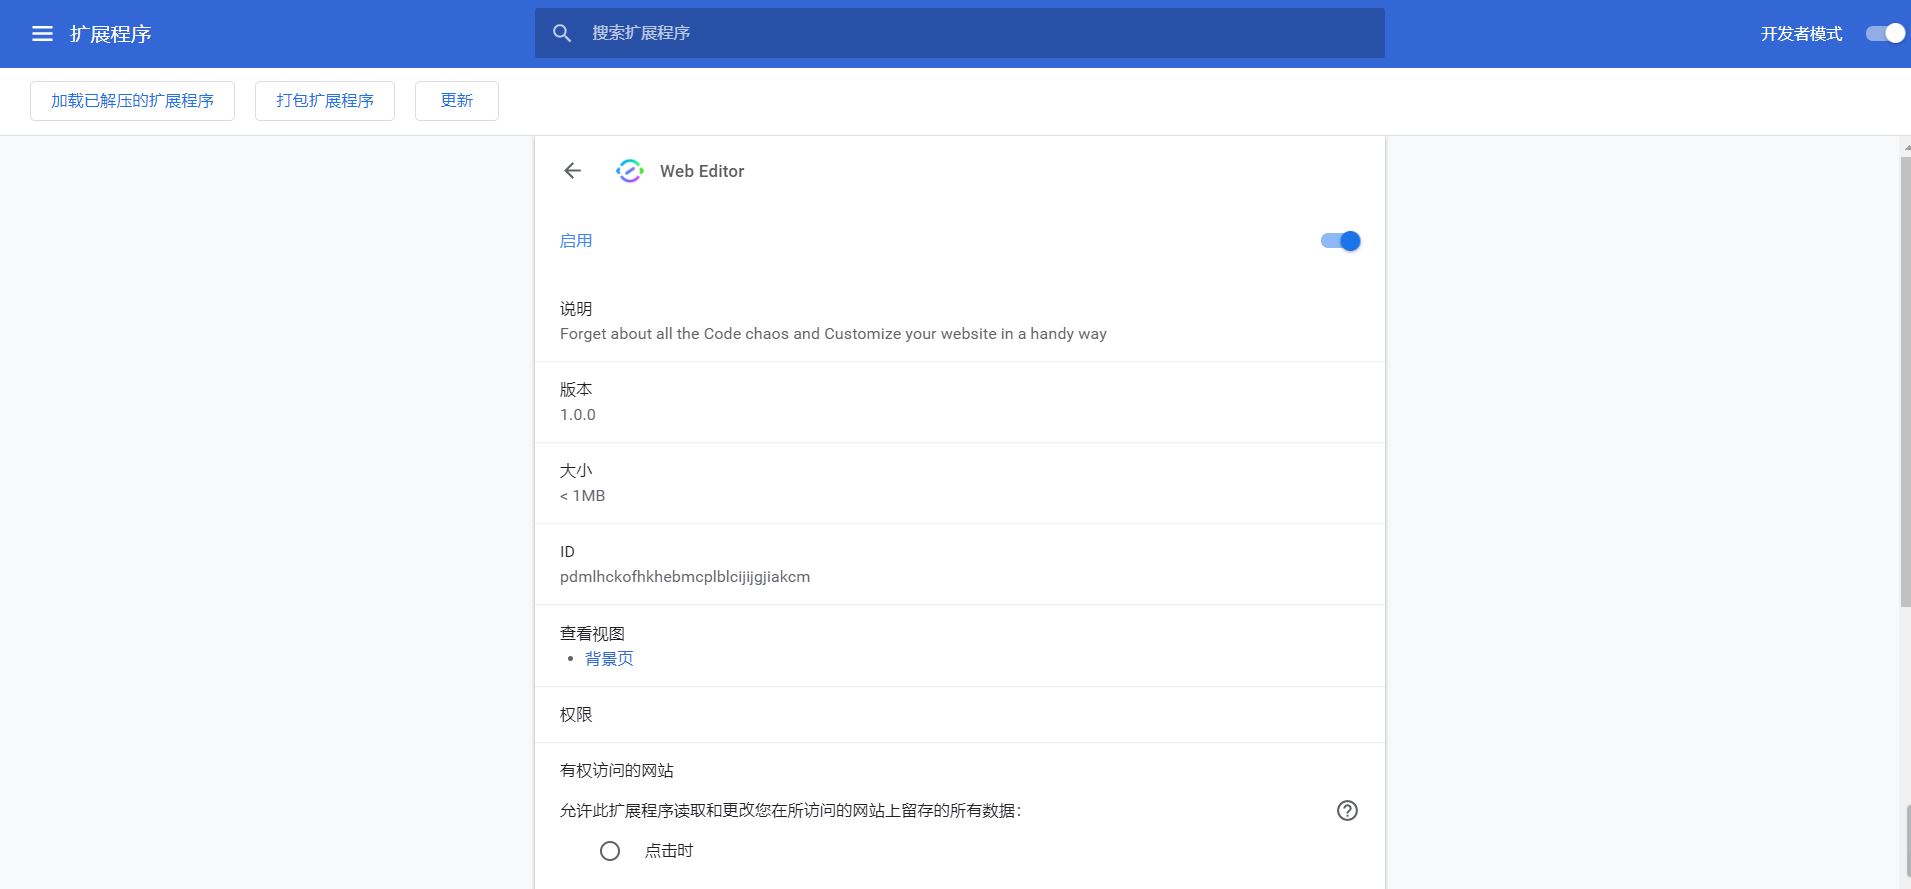 扩展程序
搜索扩展程序
开发者模式
加载已解压的扩展程序
打包扩展程序
更新
Web Editor
启用
说明
Forget about all the Code chaos and Customize your website in a handy way
版本
1.0.0
大小
< 1MB
ID
pdmlhckofhkhebmcplblcijijgjiakcm
查看视图
• 背景页
权限
有权访问的网站
允许此扩展程序读取和更改您在所访问的网站上留存的所有数据：
点击时